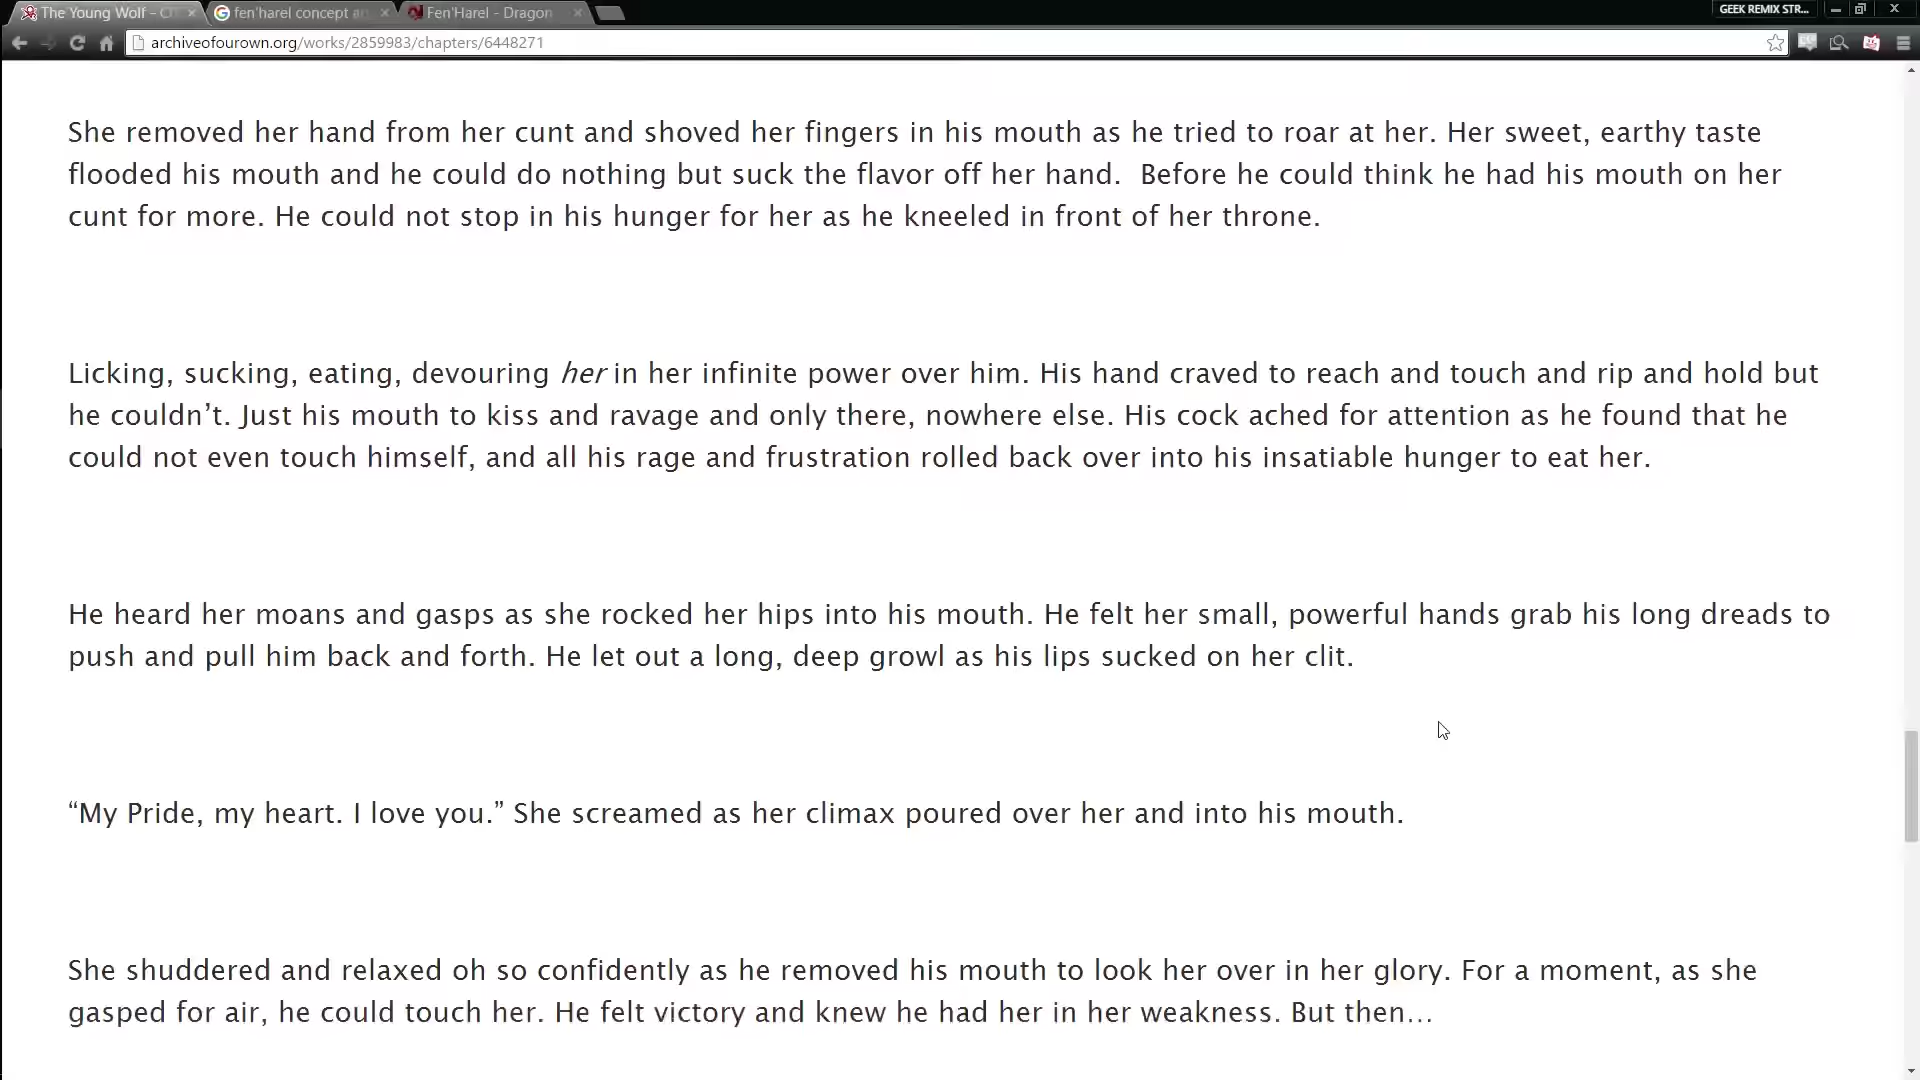 The Young Wolf - C
fen'harel concept a
Fen'Harel - Dragon
GEEK REMIX STR...
archiveofourown.org/works/2859983/chapters/6448271
She removed her hand from her cunt and shoved her fingers in his mouth as he tried to roar at her. Her sweet, earthy taste
flooded his mouth and he could do nothing but suck the flavor off her hand.  Before he could think he had his mouth on her
cunt for more. He could not stop in his hunger for her as he kneeled in front of her throne.
Licking, sucking, eating, devouring her in her infinite power over him. His hand craved to reach and touch and rip and hold but
he couldn’t. Just his mouth to kiss and ravage and only there, nowhere else. His cock ached for attention as he found that he
could not even touch himself, and all his rage and frustration rolled back over into his insatiable hunger to eat her.
He heard her moans and gasps as she rocked her hips into his mouth. He felt her small, powerful hands grab his long dreads to
push and pull him back and forth. He let out a long, deep growl as his lips sucked on her clit.
“My Pride, my heart. I love you.” She screamed as her climax poured over her and into his mouth.
She shuddered and relaxed oh so confidently as he removed his mouth to look her over in her glory. For a moment, as she
gasped for air, he could touch her. He felt victory and knew he had her in her weakness. But then…